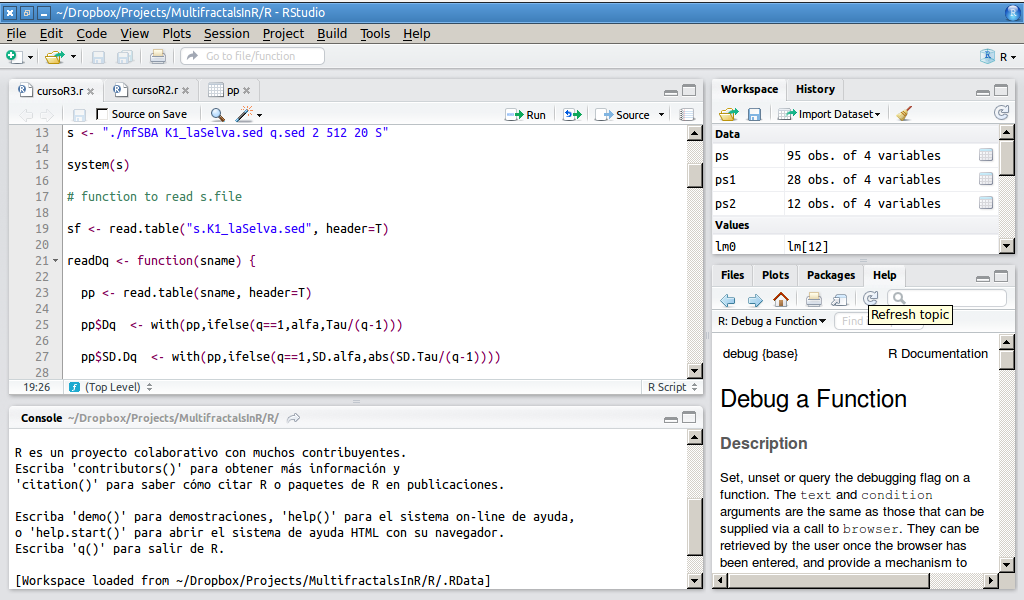 ~/Dropbox/Projects/MultifractalsInR/R - RStudio
File Edit Code View Plots Session Project Build Tools Help
Go to file/function
R
cursoR3.r
cursoR2.r
pp
Source on Save
Run
Source
13 s <- "./mfSBA K1_laSelva.sed q.sed 2 512 20 S"
14
15 system(s)
16
17 # function to read s.file
18
19 sf <- read.table("s.K1_laSelva.sed", header=T)
20
21 readDq <- function(sname) {
22
23 pp <- read.table(sname, header=T)
24
25 pp$Dq <- with(pp,ifelse(q==1,alfa,Tau/(q-1)))
26
27 pp$SD.Dq <- with(pp,ifelse(q==1,SD.alfa,abs(SD.Tau/(q-1))))
28
19:26 (Top Level) R Script
Console ~/Dropbox/Projects/MultifractalsInR/R/
R es un proyecto colaborativo con muchos contribuyentes.
Escriba 'contributors()' para obtener más información y
'citation()' para saber cómo citar R o paquetes de R en publicaciones.
Escriba 'demo()' para demostraciones, 'help()' para el sistema on-line de ayuda,
o 'help.start()' para abrir el sistema de ayuda HTML con su navegador.
Escriba 'q()' para salir de R.
[Workspace loaded from ~/Dropbox/Projects/MultifractalsInR/R/.RData]
Workspace History
Import Dataset
Data
ps 95 obs. of 4 variables
ps1 28 obs. of 4 variables
ps2 12 obs. of 4 variables
Values
lm0 lm[12]
Files Plots Packages Help
Refresh topic
R: Debug a Function Find
debug {base} R Documentation
Debug a Function
Description
Set, unset or query the debugging flag on a
function. The text and condition
arguments are the same as those that can be
supplied via a call to browser. They can be
retrieved by the user once the browser has
been entered, and provide a mechanism to